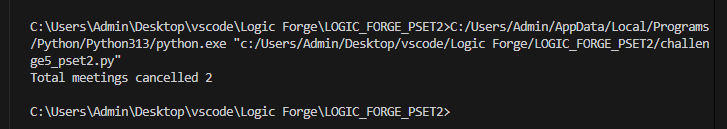 C:\Users\Admin\Desktop\vscode\Logic Forge\LOGIC_FORGE_PSET2>C:/Users/Admin/AppData/Local/Programs
/Python/Python313/python.exe "c:/Users/Admin/Desktop/vscode/Logic Forge/LOGIC_FORGE_PSET2/challen
ge5_pset2.py"
Total meetings cancelled 2
C:\Users\Admin\Desktop\vscode\Logic Forge\LOGIC_FORGE_PSET2>